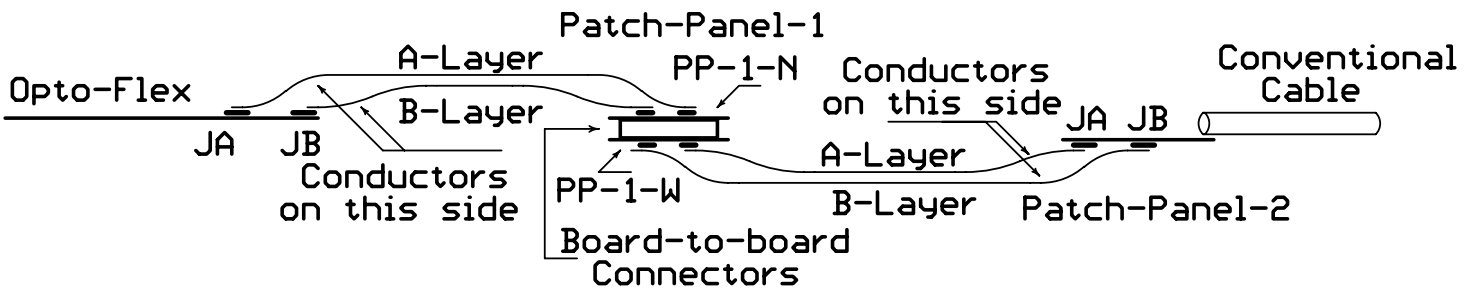 Patch-Panel-1
A-Layer
PP-1-N
Conductors
on this side
Conventional
Cable
Opto-Flex
B-Layer
JA JB
JA JB
Conductors
on this side
PP-1-W
A-Layer
B-Layer
Patch-Panel-2
Board-to-board
Connectors